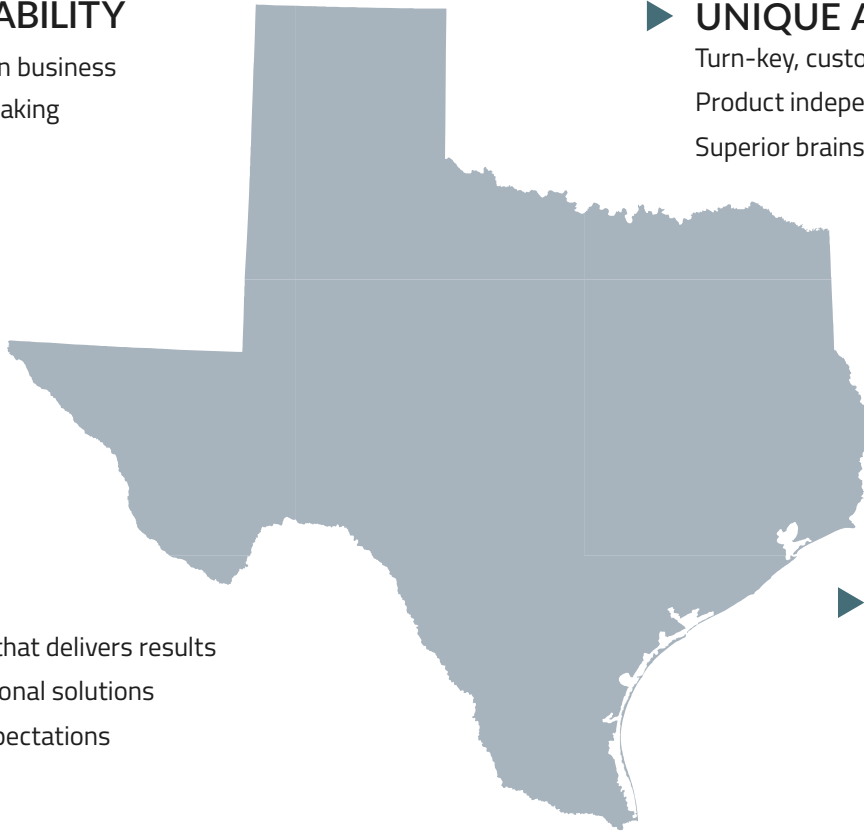 ABILITY
n business
aking
UNIQUE A
Turn-key, custo
Product indepe
Superior brains
that delivers results
onal solutions
pectations